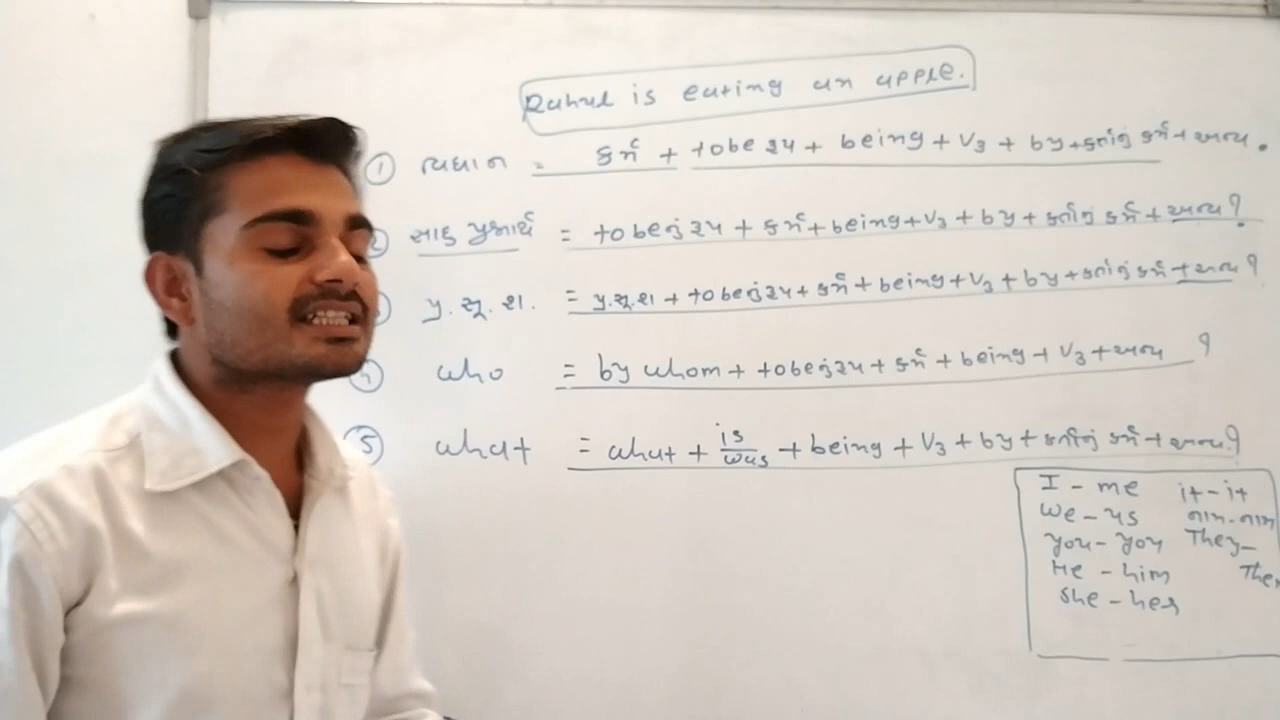 Rahul is eating an apple.
① વિધાન = કર્મ + tobe રૂપ + being + V3 + by + કર્તાનું કર્મ + અન્ય.
② સાદુ પ્રશ્નાર્થ = tobeનું રૂપ + કર્મ + being + V3 + by + કર્તાનું કર્મ + અન્ય?
પ્ર. સૂ. શ. = પ્ર.સૂ.શ + tobeનું રૂપ + કર્મ + being + V3 + by + કર્તાનું કર્મ + અન્ય?
who = by whom + tobeનું રૂપ + કર્મ + being + V3 + અન્ય ?
⑤ what = what + is/was + being + V3 + by + કર્તાનું કર્મ + અન્ય?
I - me it - it
We - us નામ - નામ
You - You They -
He - him The
She - her